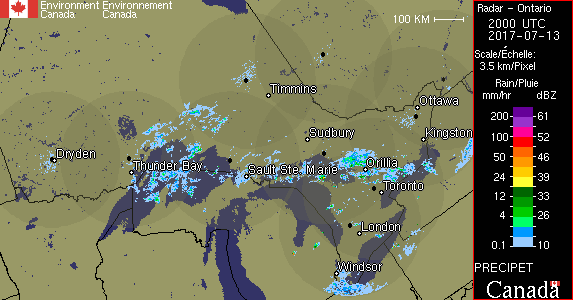 Environment Environnement
Canada Canada
100 KM
Timmins
Ottawa
Sudbury
Kingston
Dryden
Thunder Bay
Sault Ste. Marie
Orillia
Toronto
London
Windsor
Radar - Ontario
2000 UTC
2017-07-13
Scale/Échelle:
3.5 km/Pixel
Rain/Pluie
mm/hr dBZ
200 61
100 52
50 46
24 39
12 33
4 26
0.1 10
PRECIPET
Canada